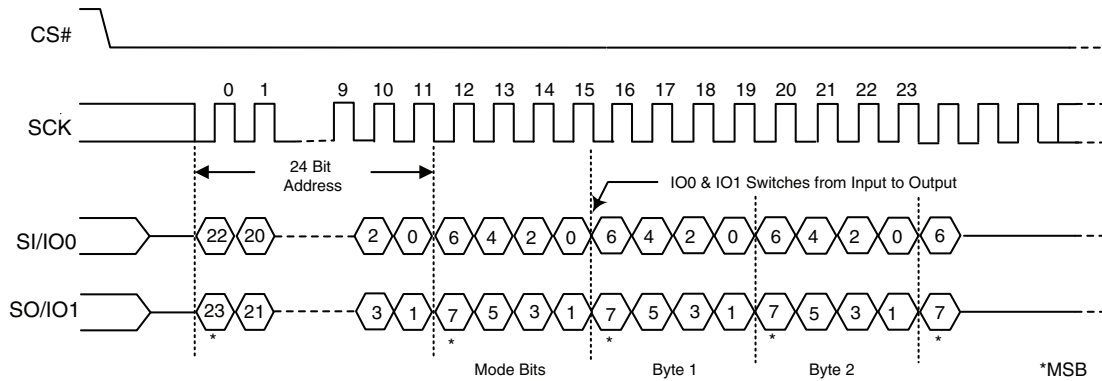 CS#
0 1 9 10 11 12 13 14 15 16 17 18 19 20 21 22 23
SCK
24 Bit
Address
IO0 & IO1 Switches from Input to Output
SI/IO0 22 20 2 0 6 4 2 0 6 4 2 0 6 4 2 0 6
SO/IO1 23 21 3 1 7 5 3 1 7 5 3 1 7 5 3 1 7
* * * * *
Mode Bits Byte 1 Byte 2 *MSB